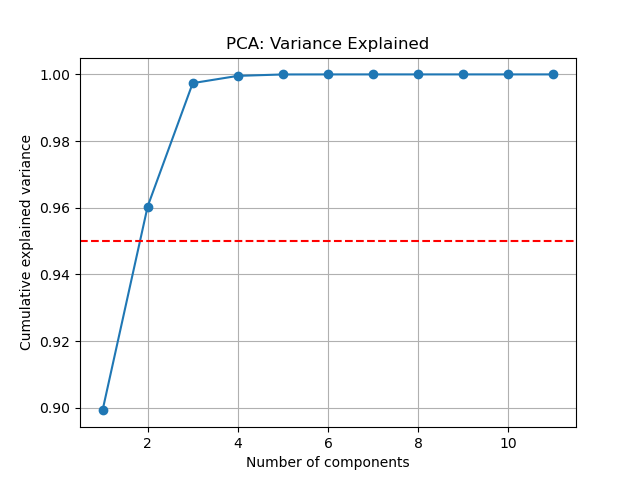 PCA: Variance Explained
Cumulative explained variance
1.00
0.98
0.96
0.94
0.92
0.90
2 4 6 8 10
Number of components